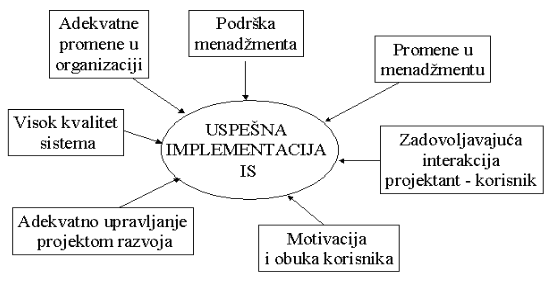 Adekvatne
promene u
organizaciji
Podrška
menadžmenta
Promene u
menadžmentu
Visok kvalitet
sistema
USPEŠNA
IMPLEMENTACIJA
IS
Zadovoljavajuća
interakcija
projektant - korisnik
Adekvatno upravljanje
projektom razvoja
Motivacija
i obuka korisnika